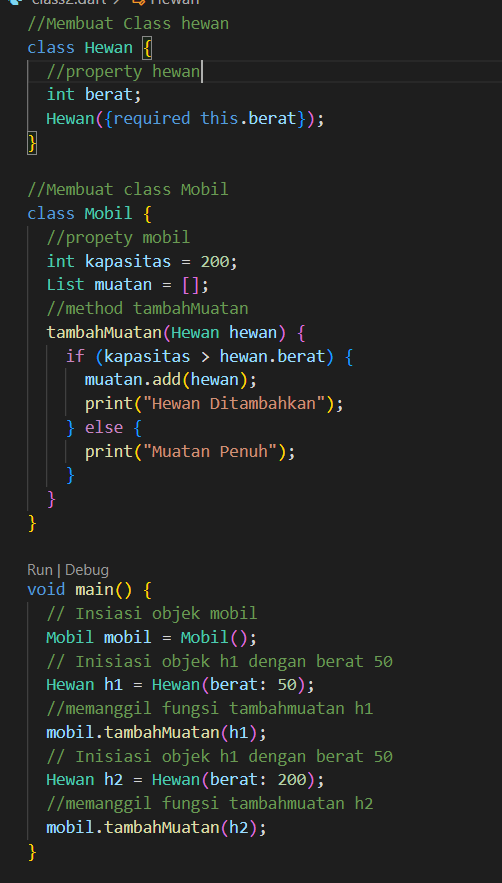 class2.dart > Hewan
//Membuat Class hewan
class Hewan {
  //property hewan
  int berat;
  Hewan({required this.berat});
}
//Membuat class Mobil
class Mobil {
  //propety mobil
  int kapasitas = 200;
  List muatan = [];
  //method tambahMuatan
  tambahMuatan(Hewan hewan) {
    if (kapasitas > hewan.berat) {
      muatan.add(hewan);
      print("Hewan Ditambahkan");
    } else {
      print("Muatan Penuh");
    }
  }
}
Run | Debug
void main() {
  // Insiasi objek mobil
  Mobil mobil = Mobil();
  // Inisiasi objek h1 dengan berat 50
  Hewan h1 = Hewan(berat: 50);
  //memanggil fungsi tambahmuatan h1
  mobil.tambahMuatan(h1);
  // Inisiasi objek h1 dengan berat 50
  Hewan h2 = Hewan(berat: 200);
  //memanggil fungsi tambahmuatan h2
  mobil.tambahMuatan(h2);
}